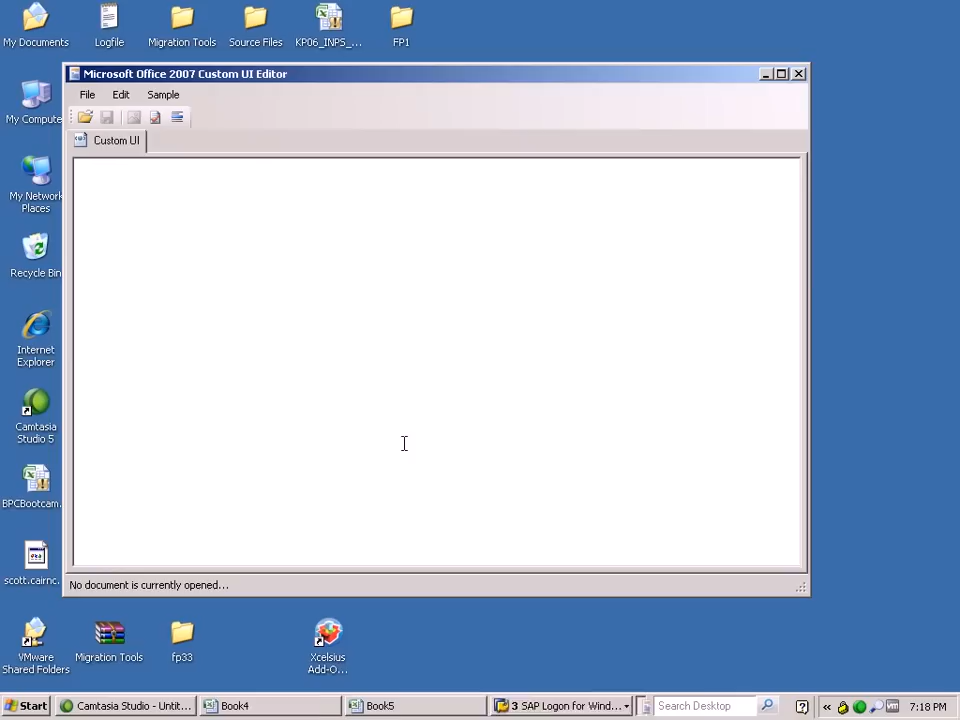 My Documents
Logfile
Migration Tools
Source Files
KP06_INPS_...
FP1
Microsoft Office 2007 Custom UI Editor
File Edit Sample
Custom UI
My Compute
My Network
Places
Recycle Bin
Internet
Explorer
Camtasia
Studio 5
BPCBootcam.
scott.cairnc.
No document is currently opened...
VMware
Shared Folders
Migration Tools
fp33
Xcelsius
Add-O...
Start
Camtasia Studio - Untit...
Book4
Book5
3 SAP Logon for Wind...
Search Desktop
7:18 PM